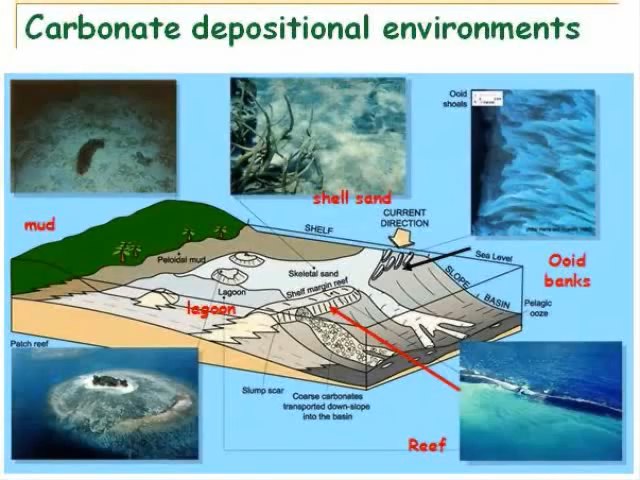 Carbonate depositional environments
Ooid
shoals
shell sand
mud
CURRENT
DIRECTION
SHELF
Sea Level
Ooid
banks
Peloidal mud
Skeletal sand
SLOPE
BASIN
Shelf margin reef
Lagoon
lagoon
Pelagic
ooze
Patch reef
Slump scar
Coarse carbonates
transported down-slope
into the basin
Reef